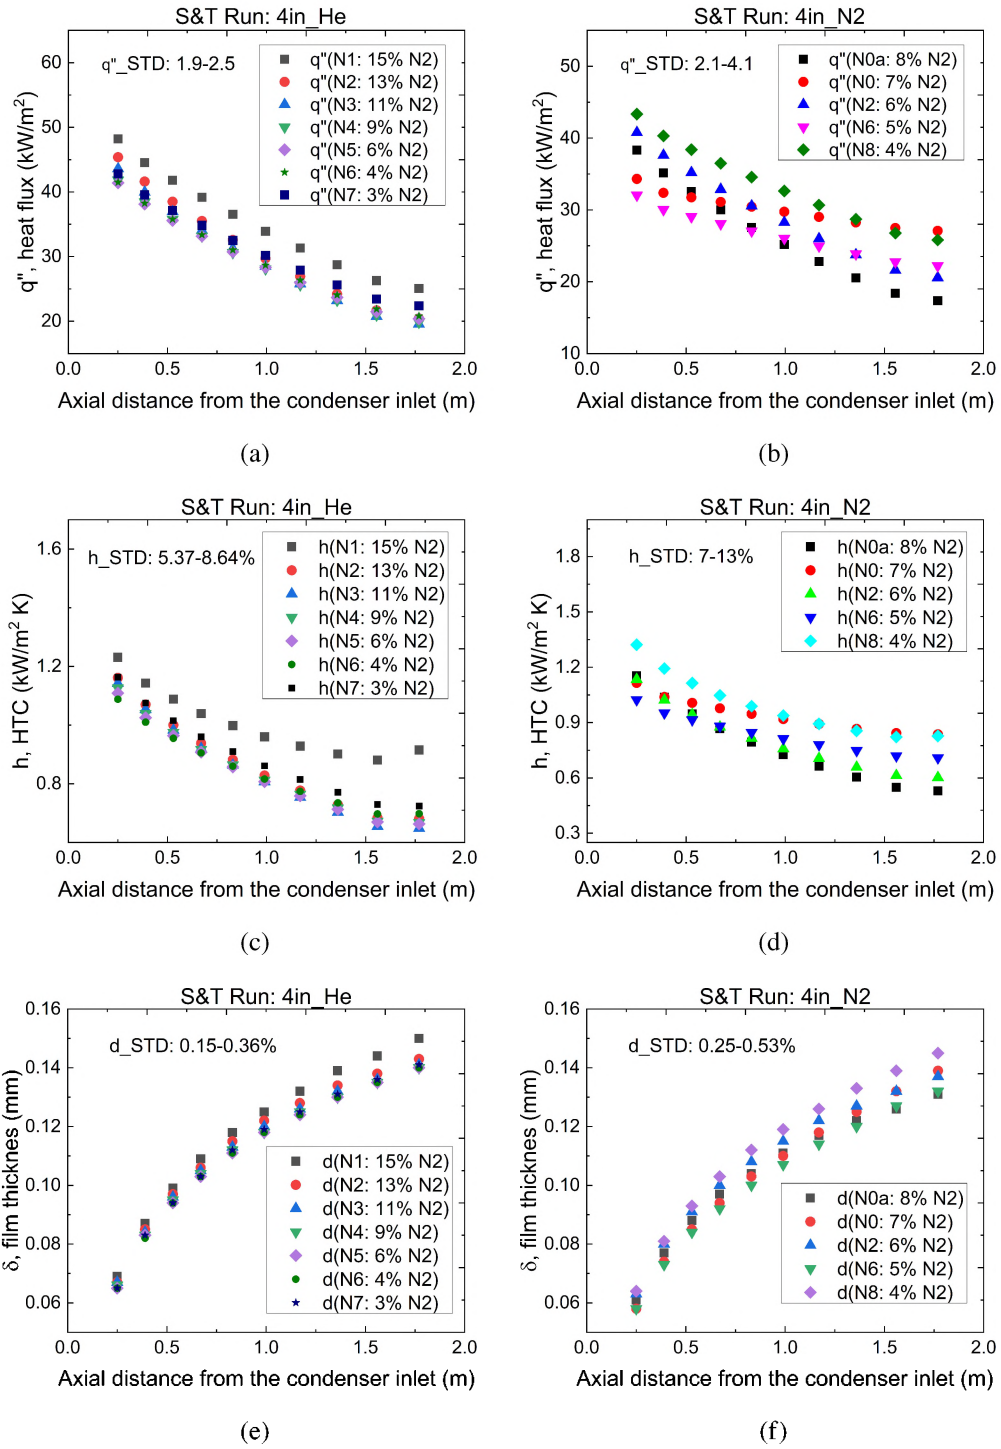 S&T Run: 4in_He
q"_STD: 1.9-2.5
q"(N1: 15% N2)
q"(N2: 13% N2)
q"(N3: 11% N2)
q"(N4: 9% N2)
q"(N5: 6% N2)
q"(N6: 4% N2)
q"(N7: 3% N2)
60
50
40
30
20
q", heat flux (kW/m²)
0.0 0.5 1.0 1.5 2.0
Axial distance from the condenser inlet (m)
(a)
S&T Run: 4in_N2
q"_STD: 2.1-4.1
q"(N0a: 8% N2)
q"(N0: 7% N2)
q"(N2: 6% N2)
q"(N6: 5% N2)
q"(N8: 4% N2)
50
40
30
20
10
q", heat flux (kW/m²)
0.0 0.5 1.0 1.5 2.0
Axial distance from the condenser inlet (m)
(b)
S&T Run: 4in_He
h_STD: 5.37-8.64%
h(N1: 15% N2)
h(N2: 13% N2)
h(N3: 11% N2)
h(N4: 9% N2)
h(N5: 6% N2)
h(N6: 4% N2)
h(N7: 3% N2)
1.6
1.2
0.8
h, HTC (kW/m² K)
0.0 0.5 1.0 1.5 2.0
Axial distance from the condenser inlet (m)
(c)
S&T Run: 4in_N2
h_STD: 7-13%
h(N0a: 8% N2)
h(N0: 7% N2)
h(N2: 6% N2)
h(N6: 5% N2)
h(N8: 4% N2)
1.8
1.5
1.2
0.9
0.6
0.3
h, HTC (kW/m² K)
0.0 0.5 1.0 1.5 2.0
Axial distance from the condenser inlet (m)
(d)
S&T Run: 4in_He
d_STD: 0.15-0.36%
d(N1: 15% N2)
d(N2: 13% N2)
d(N3: 11% N2)
d(N4: 9% N2)
d(N5: 6% N2)
d(N6: 4% N2)
d(N7: 3% N2)
0.16
0.14
0.12
0.10
0.08
0.06
δ, film thicknes (mm)
0.0 0.5 1.0 1.5 2.0
Axial distance from the condenser inlet (m)
(e)
S&T Run: 4in_N2
d_STD: 0.25-0.53%
d(N0a: 8% N2)
d(N0: 7% N2)
d(N2: 6% N2)
d(N6: 5% N2)
d(N8: 4% N2)
0.16
0.14
0.12
0.10
0.08
0.06
δ, film thicknes (mm)
0.0 0.5 1.0 1.5 2.0
Axial distance from the condenser inlet (m)
(f)